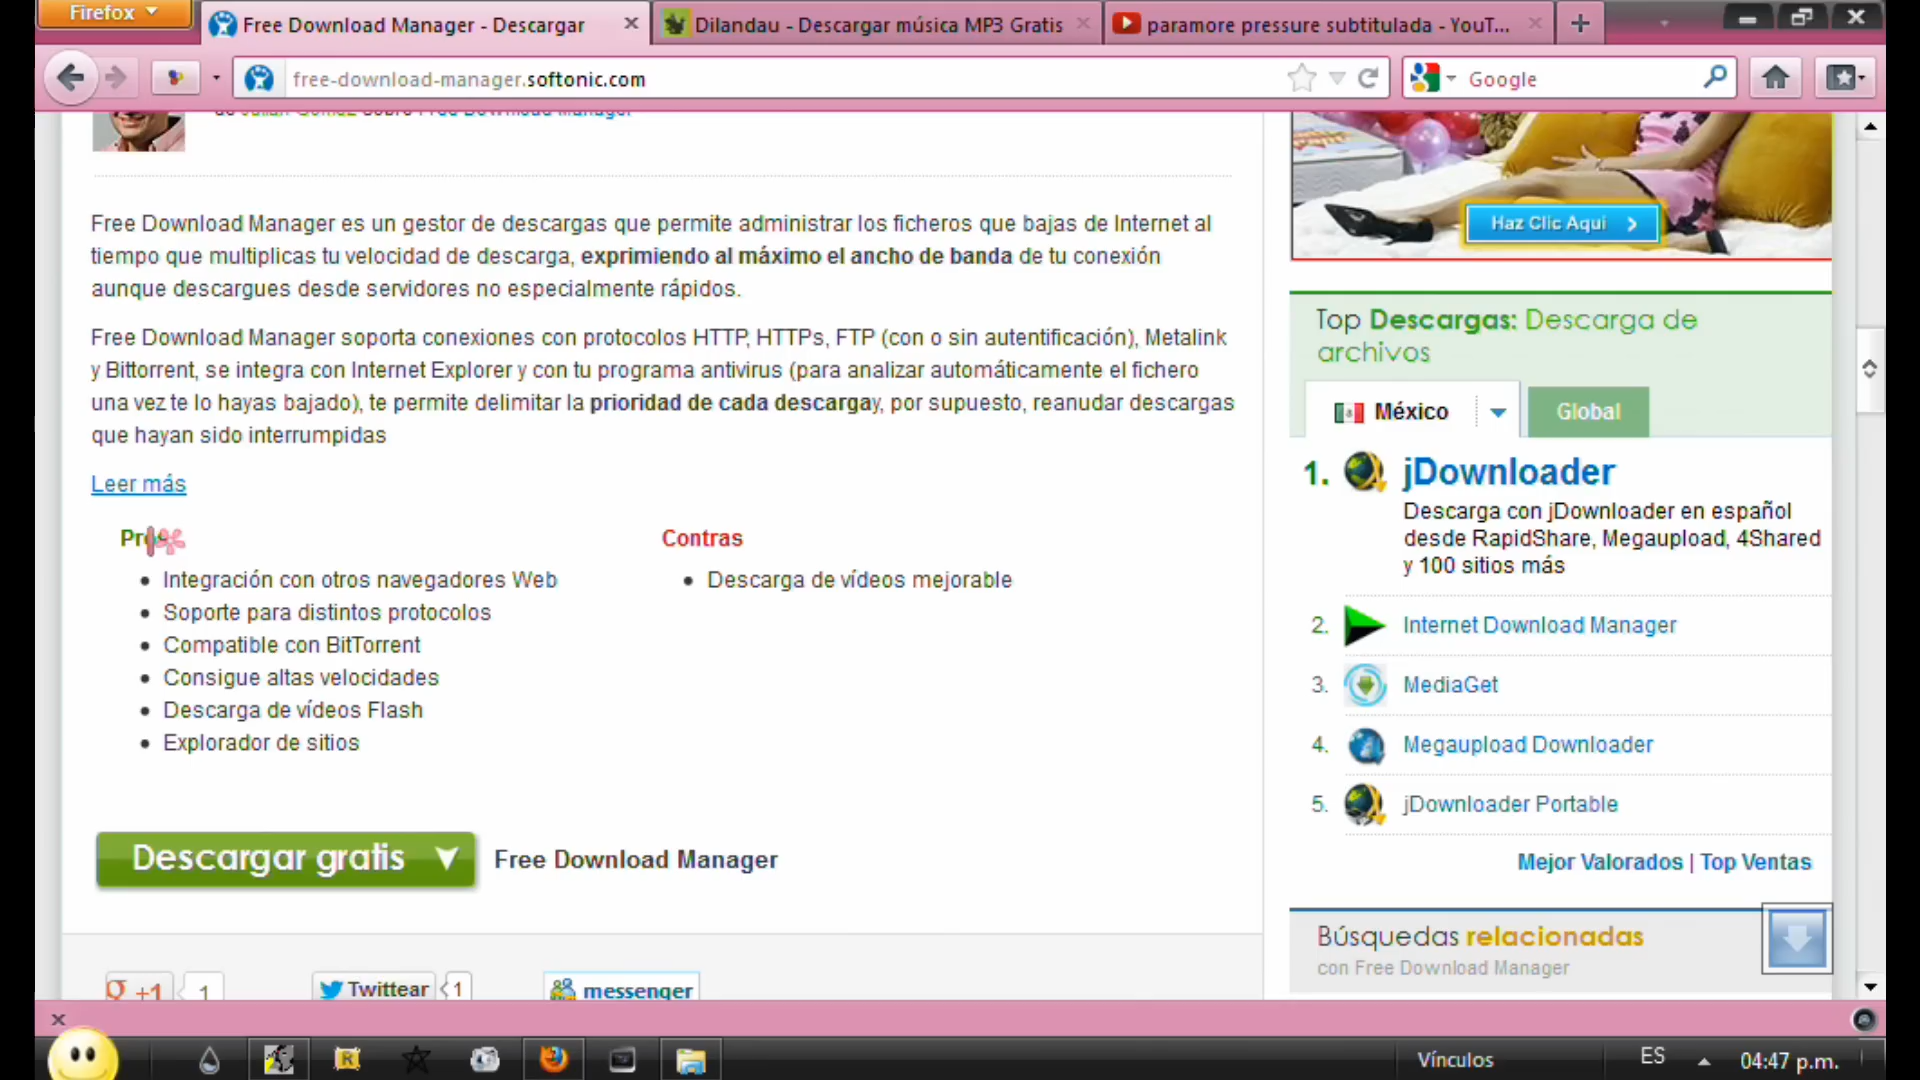 Firefox
Free Download Manager - Descargar
Dilandau - Descargar música MP3 Gratis
paramore pressure subtitulada - YouT...
free-download-manager.softonic.com
Google
de Julián Gómez sobre Free Download Manager
Haz Clic Aqui
Free Download Manager es un gestor de descargas que permite administrar los ficheros que bajas de Internet al
tiempo que multiplicas tu velocidad de descarga, exprimiendo al máximo el ancho de banda de tu conexión
aunque descargues desde servidores no especialmente rápidos.
Free Download Manager soporta conexiones con protocolos HTTP, HTTPs, FTP (con o sin autentificación), Metalink
y Bittorrent, se integra con Internet Explorer y con tu programa antivirus (para analizar automáticamente el fichero
una vez te lo hayas bajado), te permite delimitar la prioridad de cada descargay, por supuesto, reanudar descargas
que hayan sido interrumpidas
Leer más
Pros
Integración con otros navegadores Web
Soporte para distintos protocolos
Compatible con BitTorrent
Consigue altas velocidades
Descarga de vídeos Flash
Explorador de sitios
Contras
Descarga de vídeos mejorable
Descargar gratis
Free Download Manager
+1
1
Twittear
1
messenger
Top Descargas: Descarga de
archivos
México
Global
1. jDownloader
Descarga con jDownloader en español
desde RapidShare, Megaupload, 4Shared
y 100 sitios más
2. Internet Download Manager
3. MediaGet
4. Megaupload Downloader
5. jDownloader Portable
Mejor Valorados | Top Ventas
Búsquedas relacionadas
con Free Download Manager
Vínculos
ES
04:47 p.m.